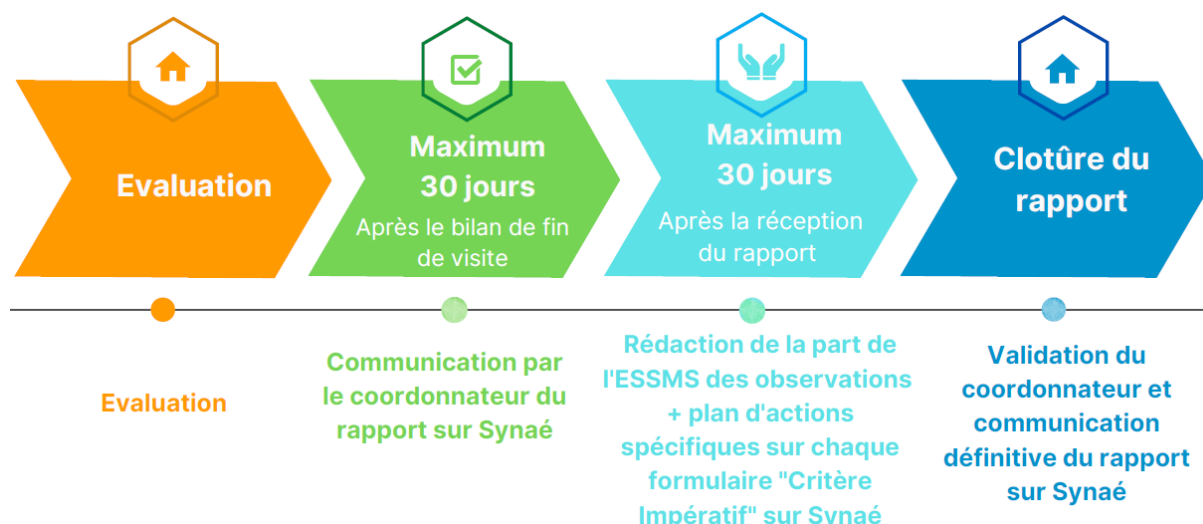 Evaluation
Maximum
30 jours
Après le bilan de fin
de visite
Maximum
30 jours
Après la réception
du rapport
Clotûre du
rapport
Evaluation
Communication par
le coordonnateur du
rapport sur Synaé
Rédaction de la part de
l'ESSMS des observations
+ plan d'actions
spécifiques sur chaque
formulaire "Critère
Impératif" sur Synaé
Validation du
coordonnateur et
communication
définitive du rapport
sur Synaé